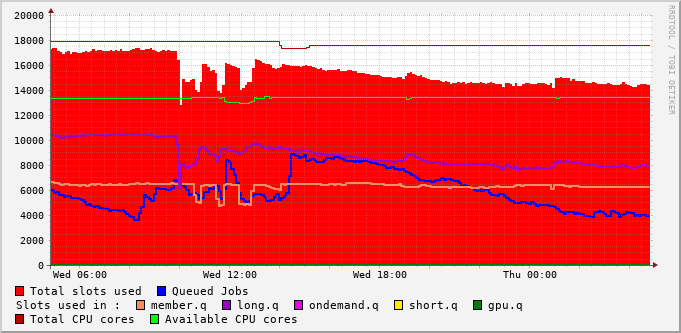 20000
18000
16000
14000
12000
10000
8000
6000
4000
2000
0
Wed 06:00 Wed 12:00 Wed 18:00 Thu 00:00
Total slots used Queued Jobs
Slots used in : member.q long.q ondemand.q short.q gpu.q
Total CPU cores Available CPU cores
RRDTOOL / TOBI OETIKER